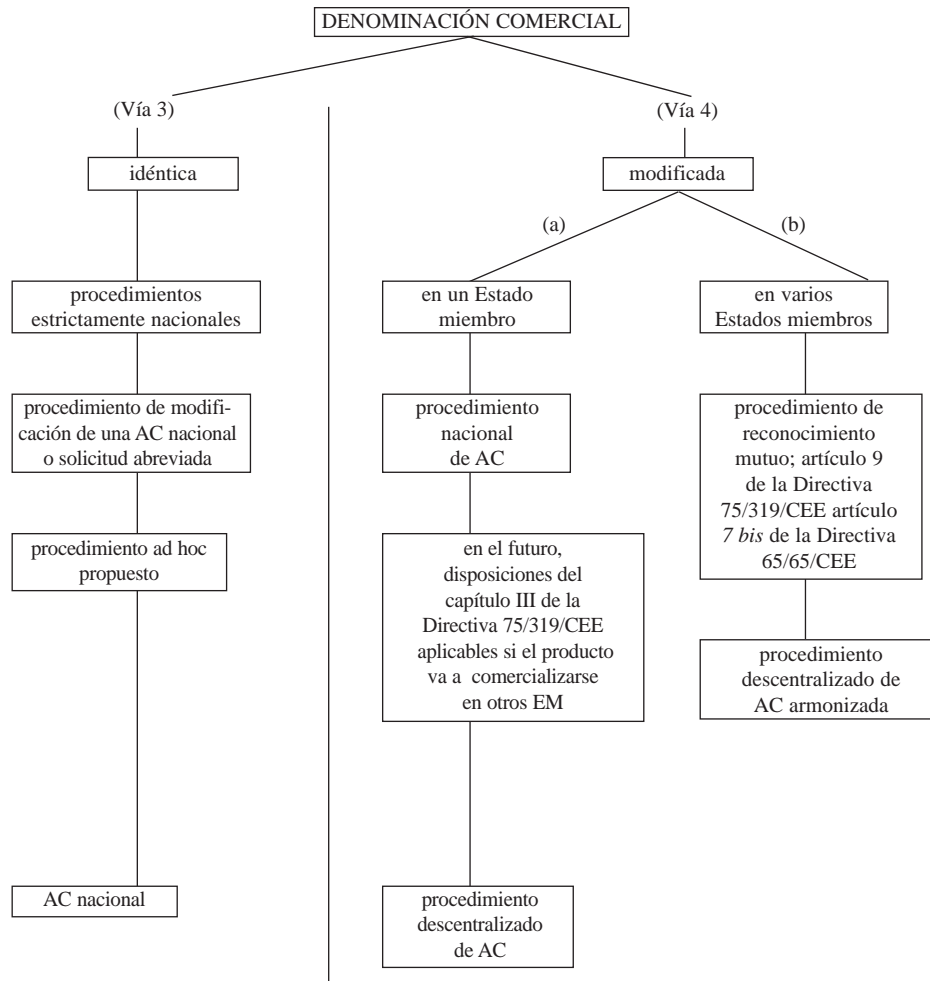 DENOMINACIÓN COMERCIAL
(Vía 3)
idéntica
procedimientos
estrictamente nacionales
procedimiento de modifi-
cación de una AC nacional
o solicitud abreviada
procedimiento ad hoc
propuesto
AC nacional
(Vía 4)
modificada
(a)
en un Estado
miembro
procedimiento
nacional
de AC
en el futuro,
disposiciones del
capítulo III de la
Directiva 75/319/CEE
aplicables si el producto
va a comercializarse
en otros EM
procedimiento
descentralizado
de AC
(b)
en varios
Estados miembros
procedimiento de
reconocimiento
mutuo; artículo 9
de la Directiva
75/319/CEE artículo
7 bis de la Directiva
65/65/CEE
procedimiento
descentralizado de
AC armonizada